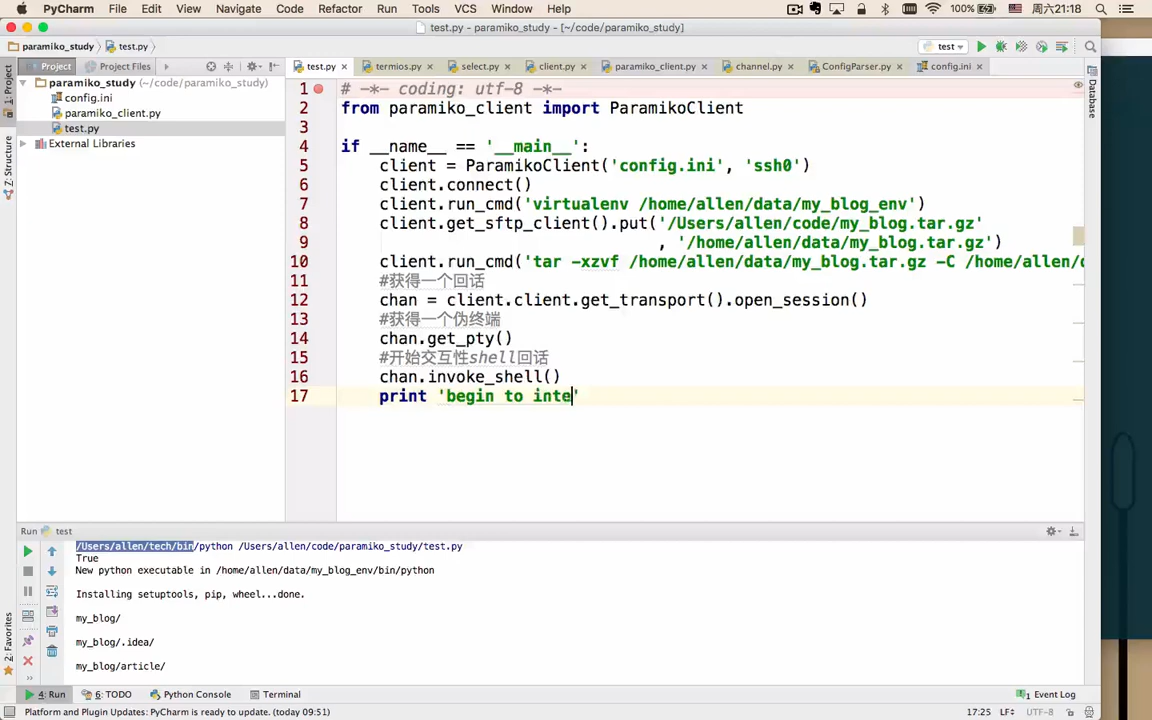 PyCharm File Edit View Navigate Code Refactor Run Tools VCS Window Help 100% 周六21:18
test.py - paramiko_study - [~/code/paramiko_study]
paramiko_study test.py test
Project Project Files test.py termios.py select.py client.py paramiko_client.py channel.py ConfigParser.py config.ini
1: Project
Z: Structure
2: Favorites
Database
paramiko_study (~/code/paramiko_study)
config.ini
paramiko_client.py
test.py
External Libraries
1 # -*- coding: utf-8 -*-
2 from paramiko_client import ParamikoClient
3
4 if __name__ == '__main__':
5 client = ParamikoClient('config.ini', 'ssh0')
6 client.connect()
7 client.run_cmd('virtualenv /home/allen/data/my_blog_env')
8 client.get_sftp_client().put('/Users/allen/code/my_blog.tar.gz'
9 , '/home/allen/data/my_blog.tar.gz')
10 client.run_cmd('tar -xzvf /home/allen/data/my_blog.tar.gz -C /home/allen/d
11 #获得一个回话
12 chan = client.client.get_transport().open_session()
13 #获得一个伪终端
14 chan.get_pty()
15 #开始交互性shell回话
16 chan.invoke_shell()
17 print 'begin to inte'
Run test
/Users/allen/tech/bin/python /Users/allen/code/paramiko_study/test.py
True
New python executable in /home/allen/data/my_blog_env/bin/python
Installing setuptools, pip, wheel...done.
my_blog/
my_blog/.idea/
my_blog/article/
4: Run 6: TODO Python Console Terminal 1 Event Log
Platform and Plugin Updates: PyCharm is ready to update. (today 09:51) 17:25 LF÷ UTF-8